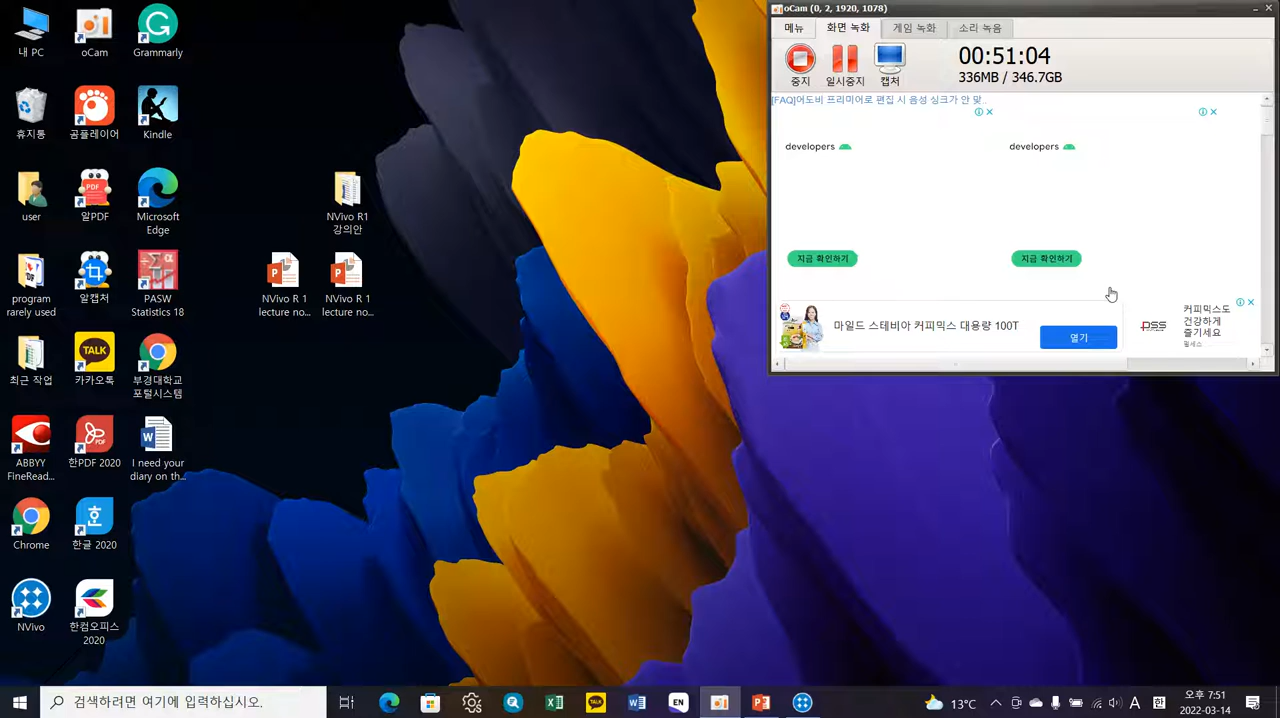 내 PC
oCam
Grammarly
휴지통
곰플레이어
Kindle
user
알PDF
Microsoft
Edge
program
rarely used
알캡처
PASW
Statistics 18
최근 작업
카카오톡
부경대학교
포털시스템
ABBYY
FineRead...
한PDF 2020
I need your
diary on th...
Chrome
한글 2020
NVivo
한컴오피스
2020
NVivo R1
강의안
NVivo R 1
lecture no...
NVivo R 1
lecture no...
oCam (0, 2, 1920, 1078)
메뉴
화면 녹화
게임 녹화
소리 녹음
중지
일시중지
캡처
00:51:04
336MB / 346.7GB
[FAQ]어도비 프리미어로 편집 시 음성 싱크가 안 맞..
developers
developers
지금 확인하기
지금 확인하기
마일드 스테비아 커피믹스 대용량 100T
열기
PSS
커피믹스도
건강하게
즐기세요
검색하려면 여기에 입력하십시오.
TALK
EN
13°C
A
한
오후 7:51
2022-03-14